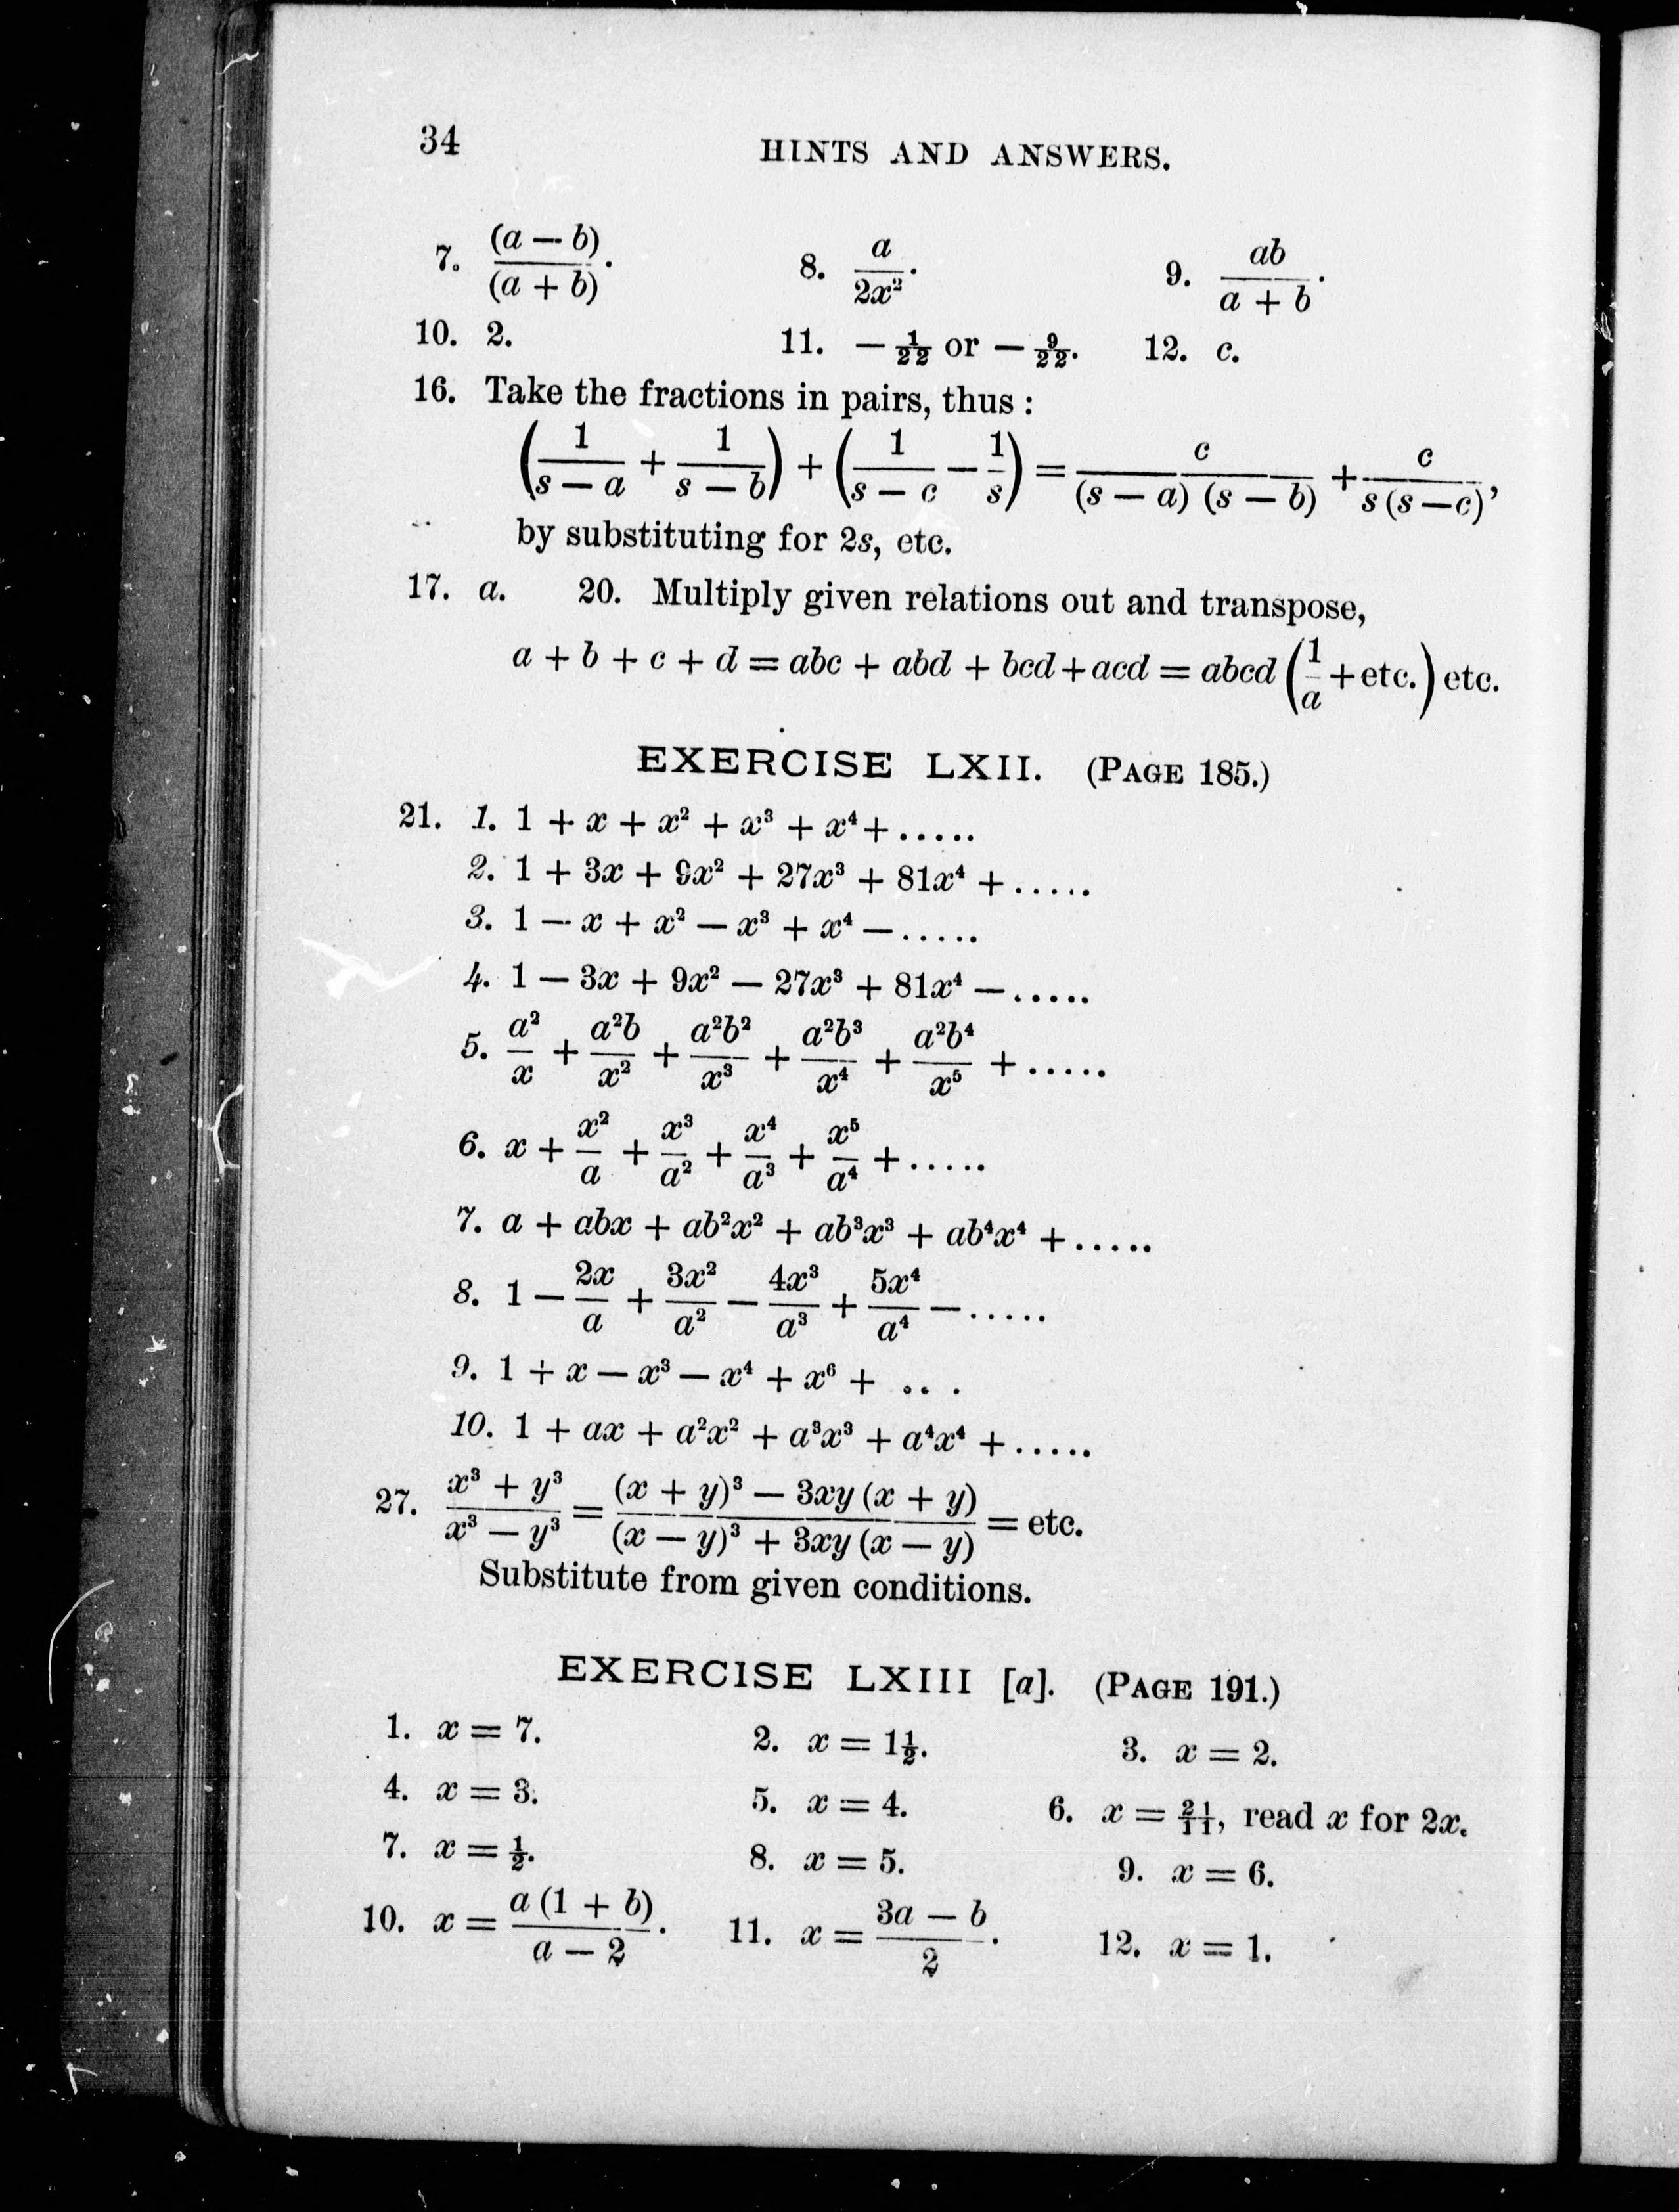 34 HINTS AND ANSWERS.
7. (a — b)/(a + b). 8. a/2x². 9. ab/(a + b).
10. 2. 11. — 1/22 or — 9/22. 12. c.
16. Take the fractions in pairs, thus :
(1/(s — a) + 1/(s — b)) + (1/(s — c) — 1/s) = c/((s — a) (s — b)) + c/(s (s — c)),
by substituting for 2s, etc.
17. a. 20. Multiply given relations out and transpose,
a + b + c + d = abc + abd + bcd + acd = abcd (1/a + etc.) etc.
EXERCISE LXII. (PAGE 185.)
21. 1. 1 + x + x² + x³ + x⁴ + .....
2. 1 + 3x + 9x² + 27x³ + 81x⁴ + .....
3. 1 — x + x² — x³ + x⁴ — .....
4. 1 — 3x + 9x² — 27x³ + 81x⁴ — .....
5. a²/x + a²b/x² + a²b²/x³ + a²b³/x⁴ + a²b⁴/x⁵ + .....
6. x + x²/a + x³/a² + x⁴/a³ + x⁵/a⁴ + .....
7. a + abx + ab²x² + ab³x³ + ab⁴x⁴ + .....
8. 1 — 2x/a + 3x²/a² — 4x³/a³ + 5x⁴/a⁴ — .....
9. 1 + x — x³ — x⁴ + x⁶ + .. .
10. 1 + ax + a²x² + a³x³ + a⁴x⁴ + .....
27. (x³ + y³)/(x³ — y³) = ((x + y)³ — 3xy (x + y))/((x — y)³ + 3xy (x — y)) = etc.
Substitute from given conditions.
EXERCISE LXIII [a]. (PAGE 191.)
1. x = 7. 2. x = 1½. 3. x = 2.
4. x = 3. 5. x = 4. 6. x = 21/11, read x for 2x.
7. x = ½. 8. x = 5. 9. x = 6.
10. x = a (1 + b)/(a — 2). 11. x = (3a — b)/2. 12. x = 1.